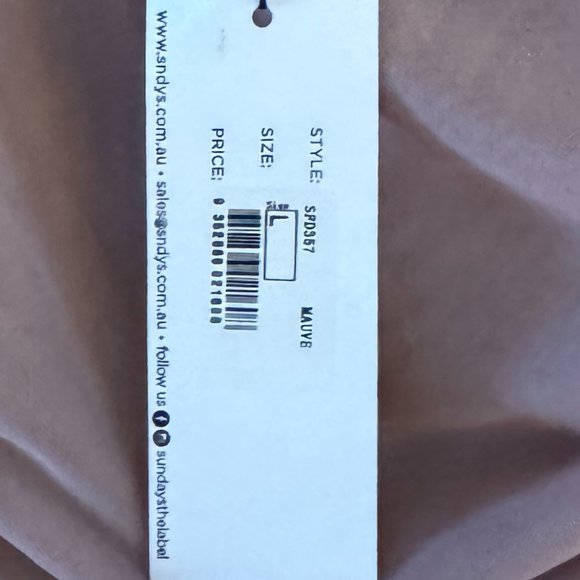 STYLE: SPD357 MAUVE
SIZE: L
PRICE:
www.sndys.com.au • sales@sndys.com.au • follow us sundaysthelabel